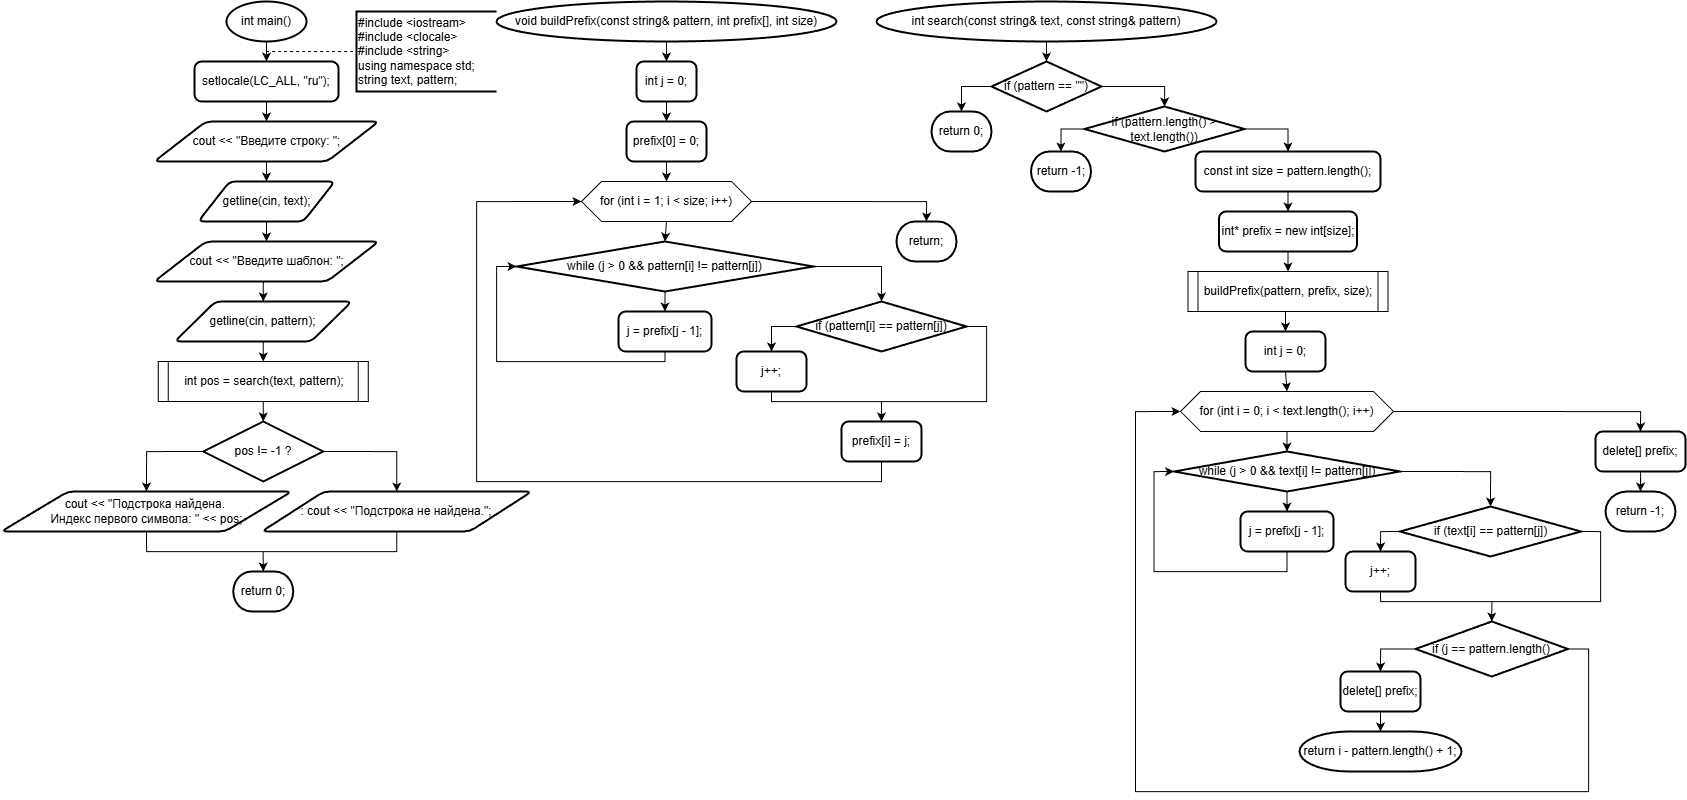 int main()
#include <iostream>
#include <clocale>
#include <string>
using namespace std;
string text, pattern;
setlocale(LC_ALL, "ru");
cout << "Введите строку: ";
getline(cin, text);
cout << "Введите шаблон: ";
getline(cin, pattern);
int pos = search(text, pattern);
pos != -1 ?
cout << "Подстрока найдена.
Индекс первого символа: " << pos;
: cout << "Подстрока не найдена.";
return 0;
void buildPrefix(const string& pattern, int prefix[], int size)
int j = 0;
prefix[0] = 0;
for (int i = 1; i < size; i++)
return;
while (j > 0 && pattern[i] != pattern[j])
j = prefix[j - 1];
if (pattern[i] == pattern[j])
j++;
prefix[i] = j;
int search(const string& text, const string& pattern)
if (pattern == "")
return 0;
if (pattern.length() >
text.length())
return -1;
const int size = pattern.length();
int* prefix = new int[size];
buildPrefix(pattern, prefix, size);
int j = 0;
for (int i = 0; i < text.length(); i++)
delete[] prefix;
return -1;
while (j > 0 && text[i] != pattern[j])
j = prefix[j - 1];
if (text[i] == pattern[j])
j++;
if (j == pattern.length()
delete[] prefix;
return i - pattern.length() + 1;